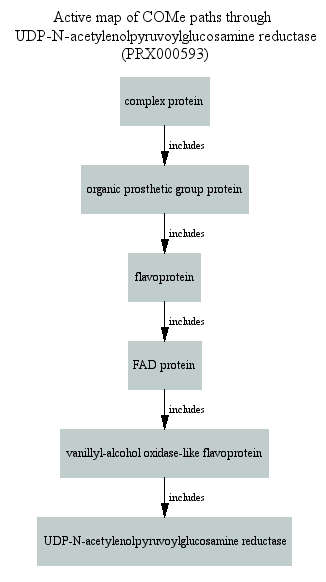 Active map of COMe paths through
UDP-N-acetylenolpyruvoylglucosamine reductase
(PRX000593)
complex protein
includes
organic prosthetic group protein
includes
flavoprotein
includes
FAD protein
includes
vanillyl-alcohol oxidase-like flavoprotein
includes
UDP-N-acetylenolpyruvoylglucosamine reductase